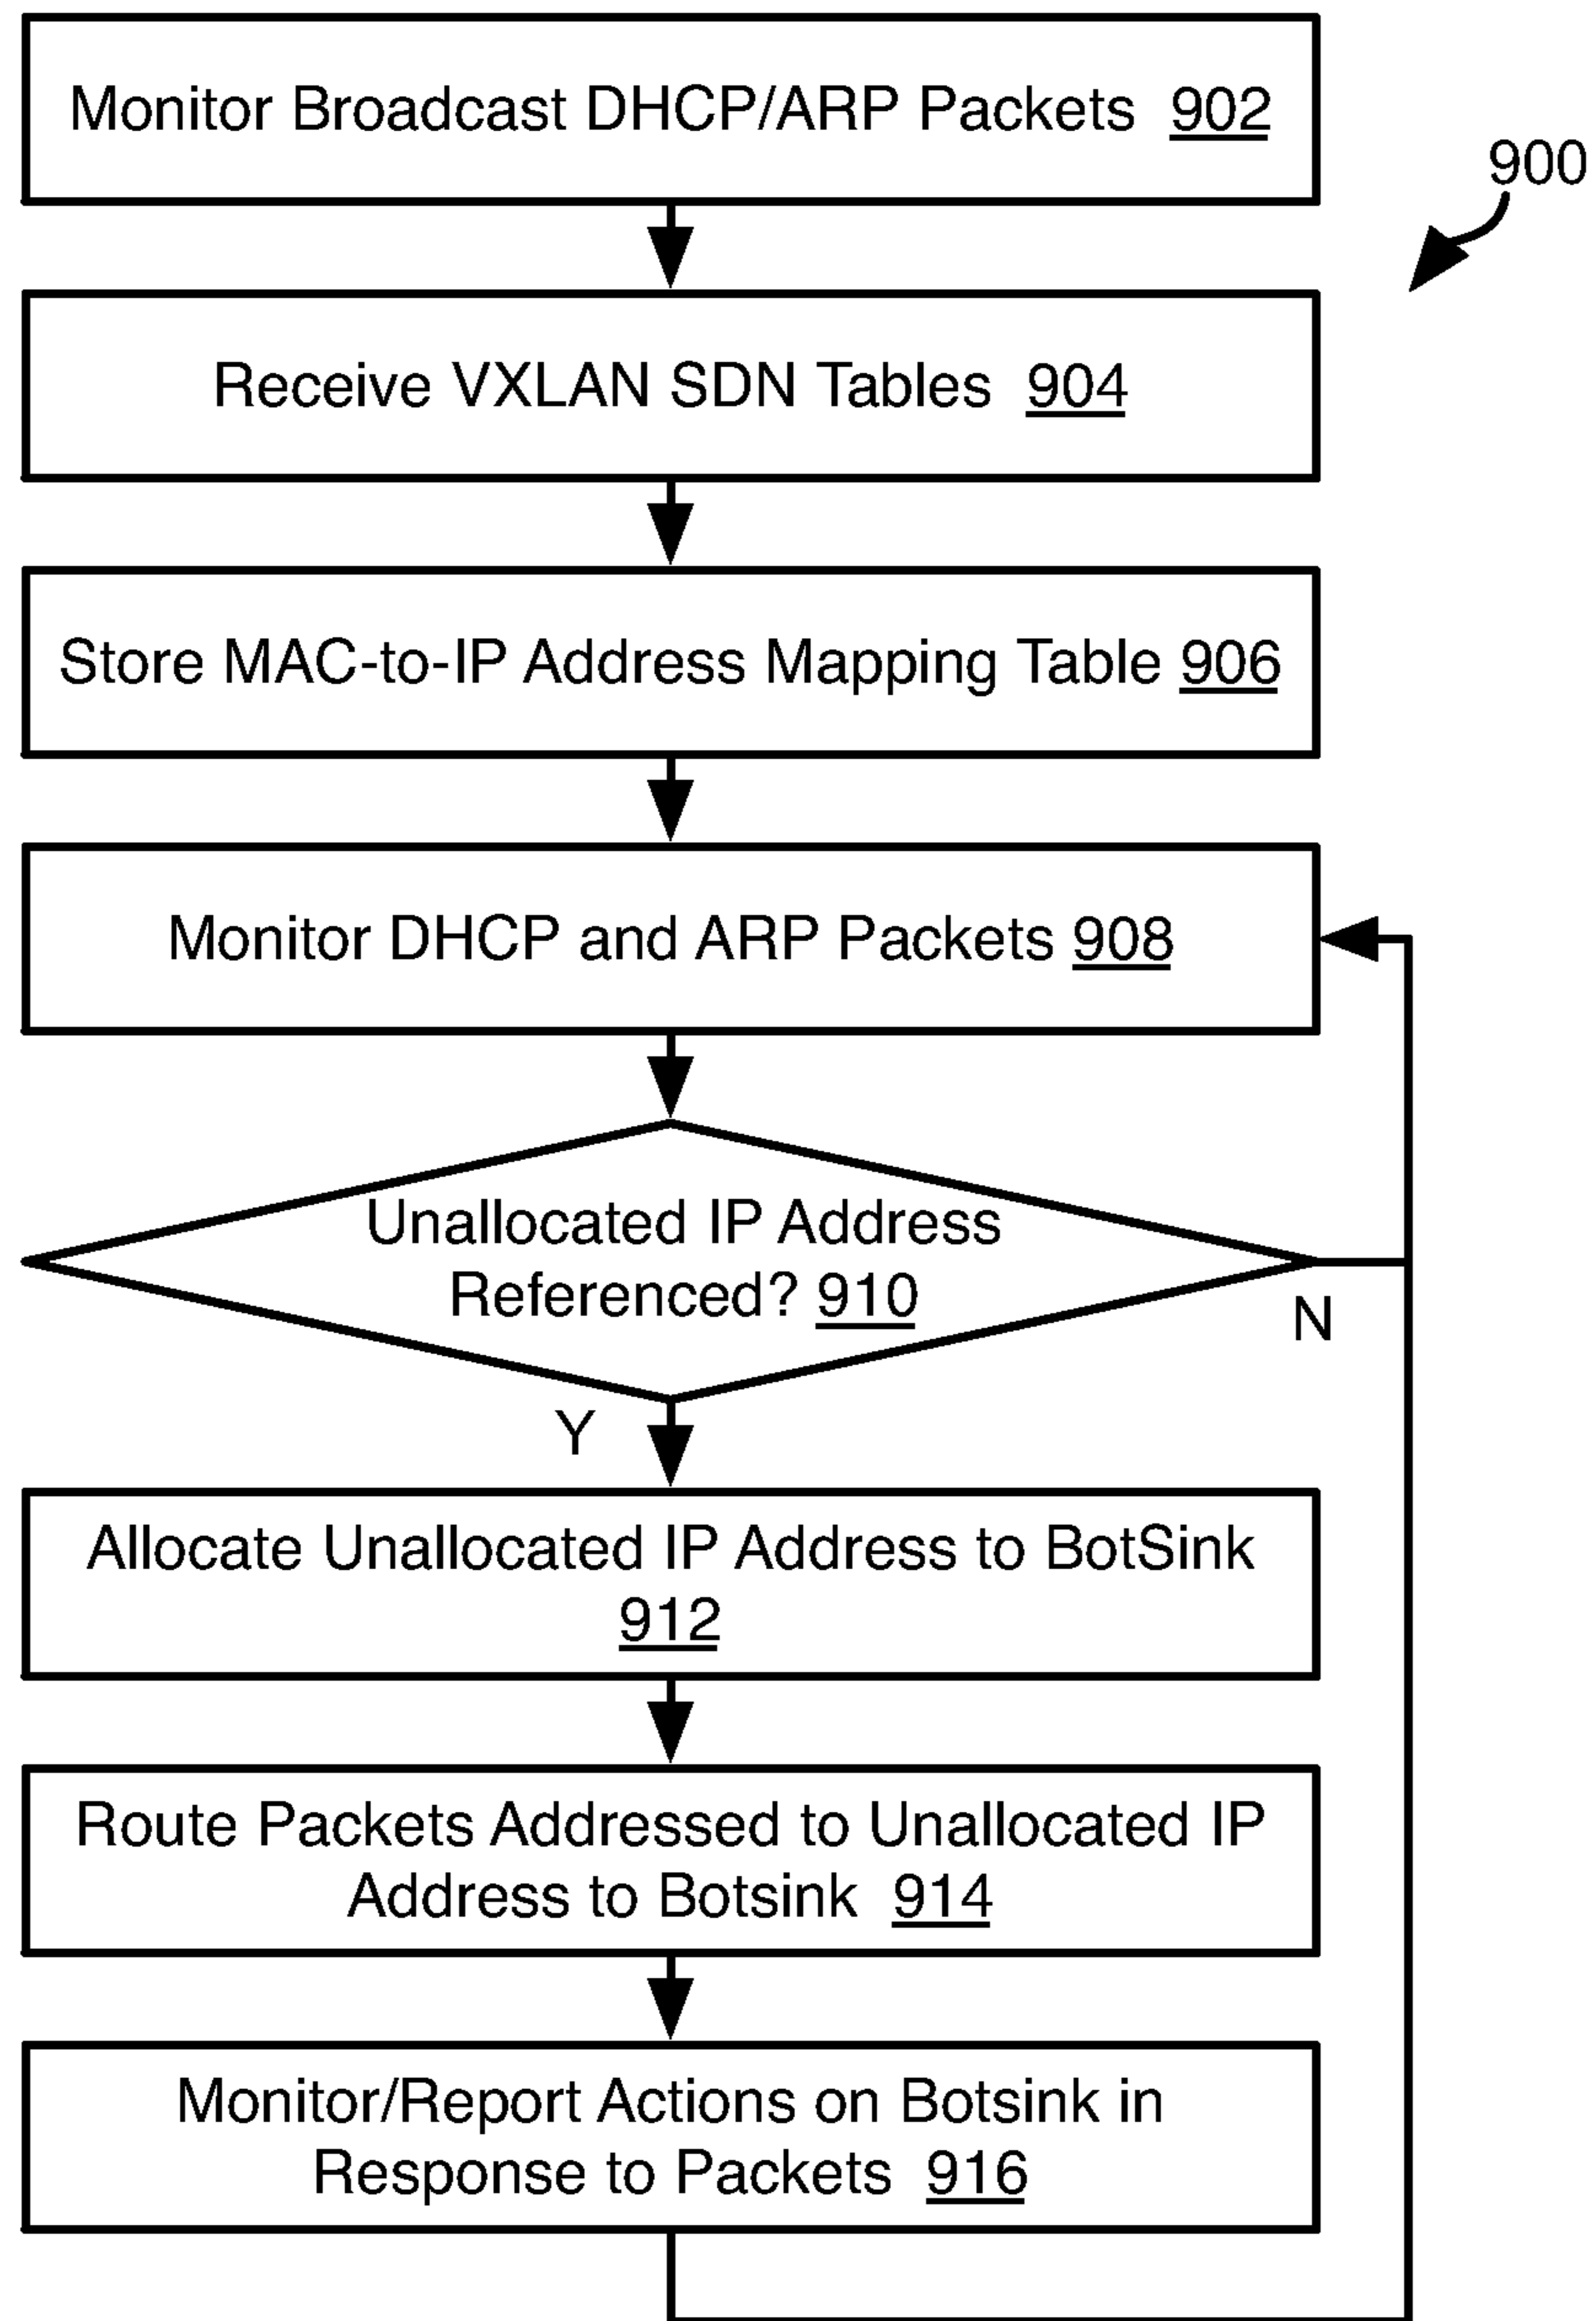 Monitor Broadcast DHCP/ARP Packets 902
900
Receive VXLAN SDN Tables 904
Store MAC-to-IP Address Mapping Table 906
Monitor DHCP and ARP Packets 908
Unallocated IP Address
Referenced? 910
N
Y
Allocate Unallocated IP Address to BotSink
912
Route Packets Addressed to Unallocated IP
Address to Botsink 914
Monitor/Report Actions on Botsink in
Response to Packets 916